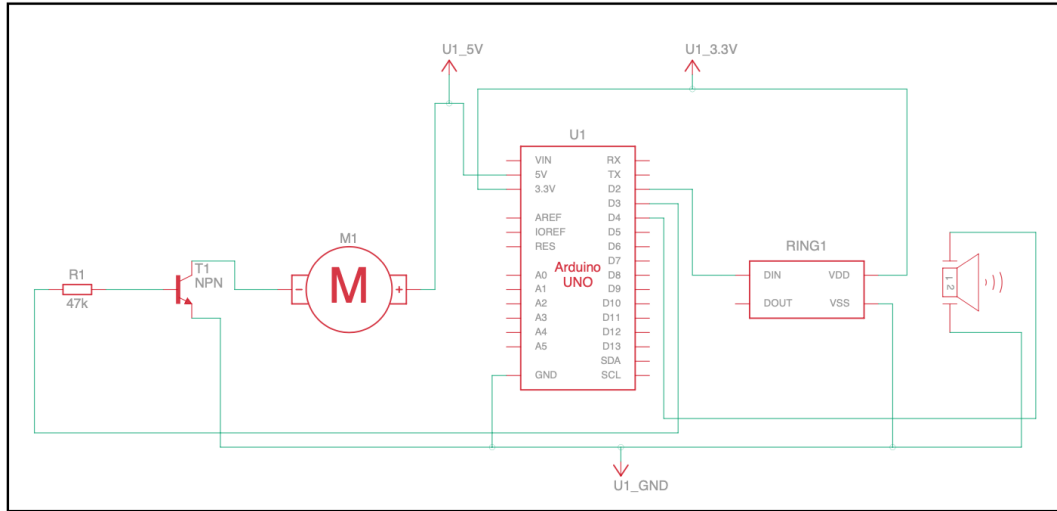 U1_5V
U1_3.3V
U1
VIN
5V
3.3V
AREF
IOREF
RES
A0
A1
A2
A3
A4
A5
GND
Arduino
UNO
RX
TX
D2
D3
D4
D5
D6
D7
D8
D9
D10
D11
D12
D13
SDA
SCL
R1
47k
T1
NPN
M1
M
-
+
RING1
DIN
VDD
DOUT
VSS
1 2
U1_GND